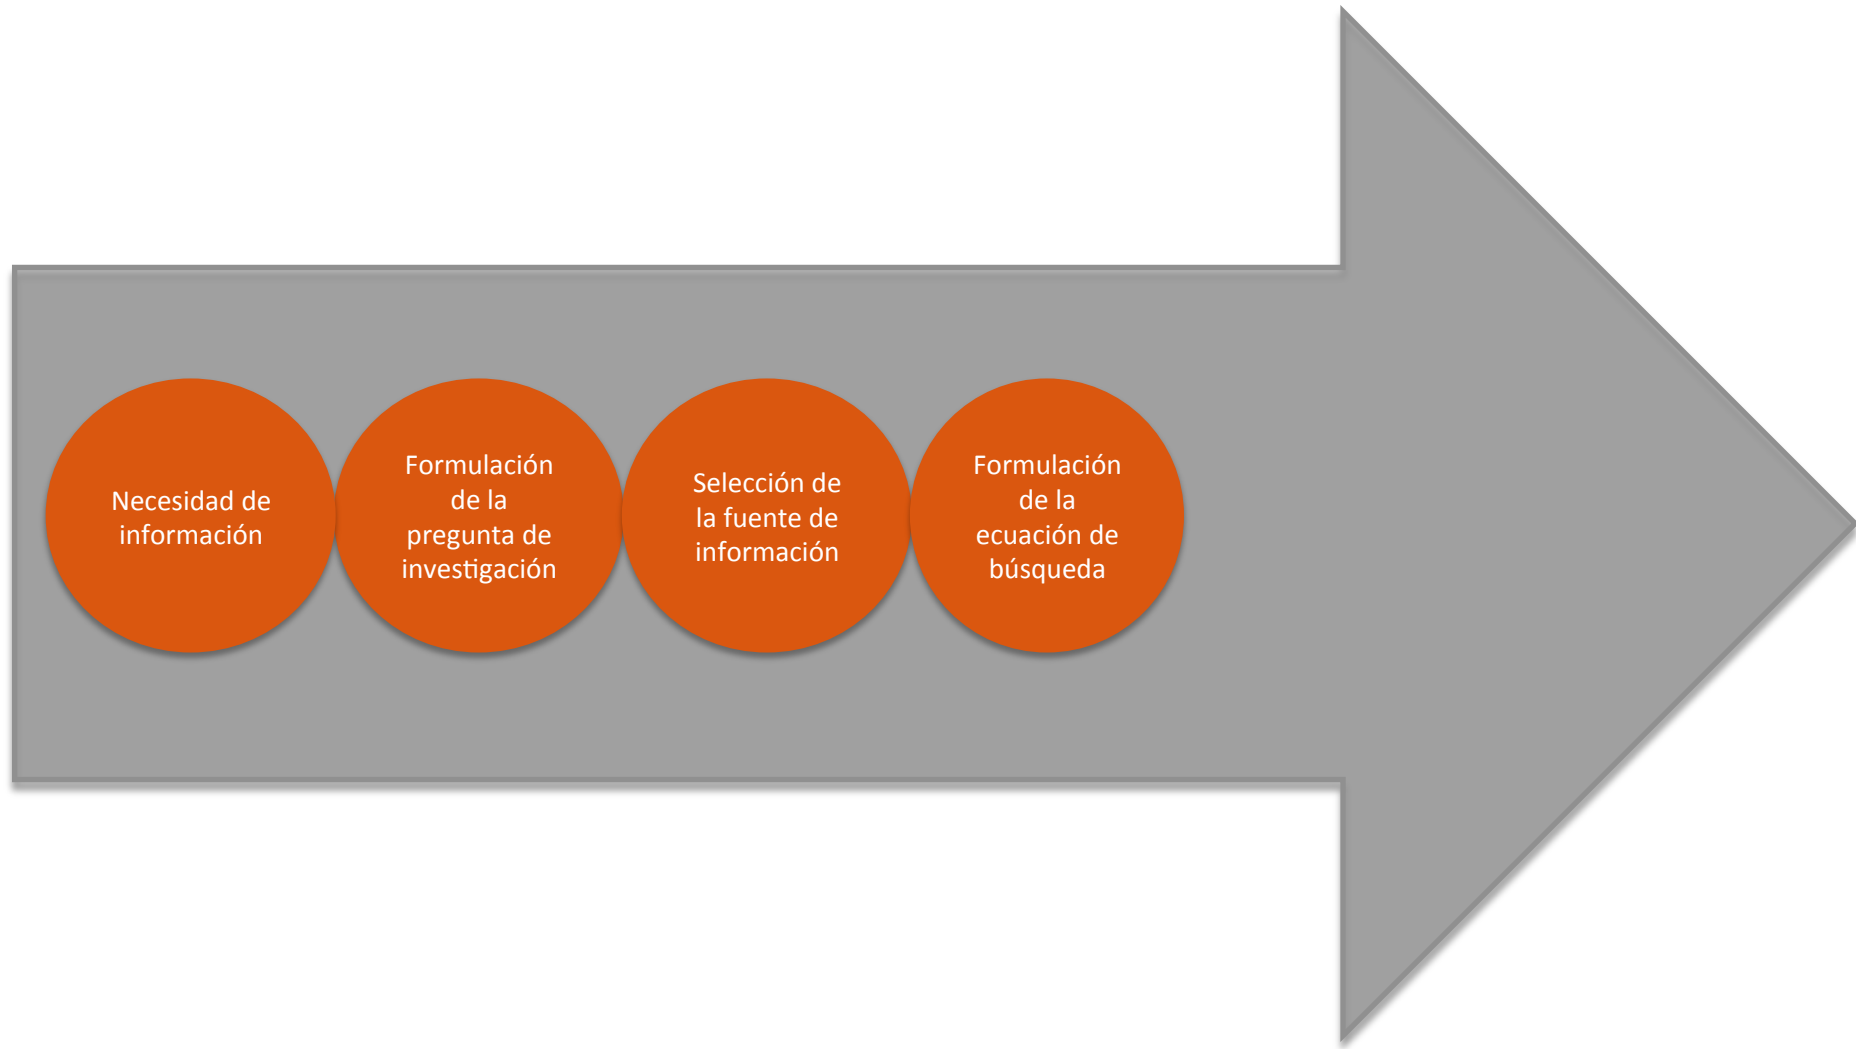 Necesidad de
información
Formulación
de la
pregunta de
investigación
Selección de
la fuente de
información
Formulación
de la
ecuación de
búsqueda